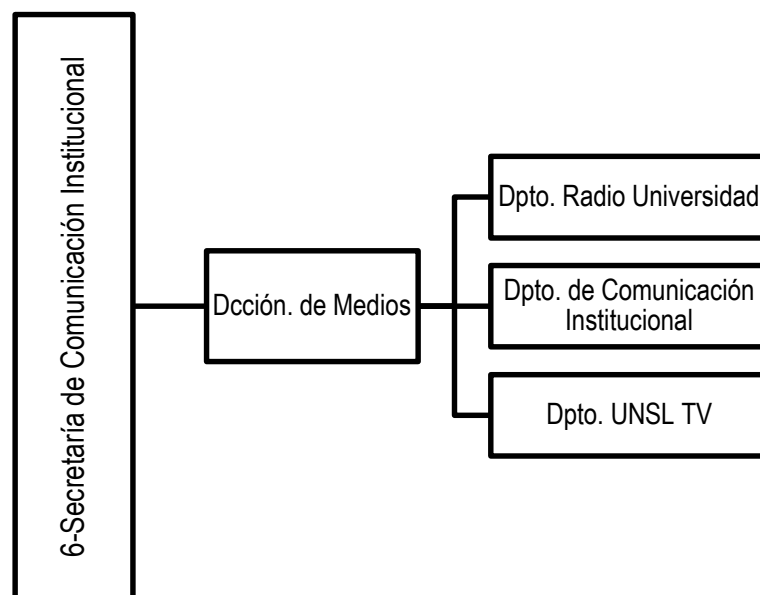 6-Secretaría de Comunicación Institucional
Dcción. de Medios
Dpto. Radio Universidad
Dpto. de Comunicación
Institucional
Dpto. UNSL TV